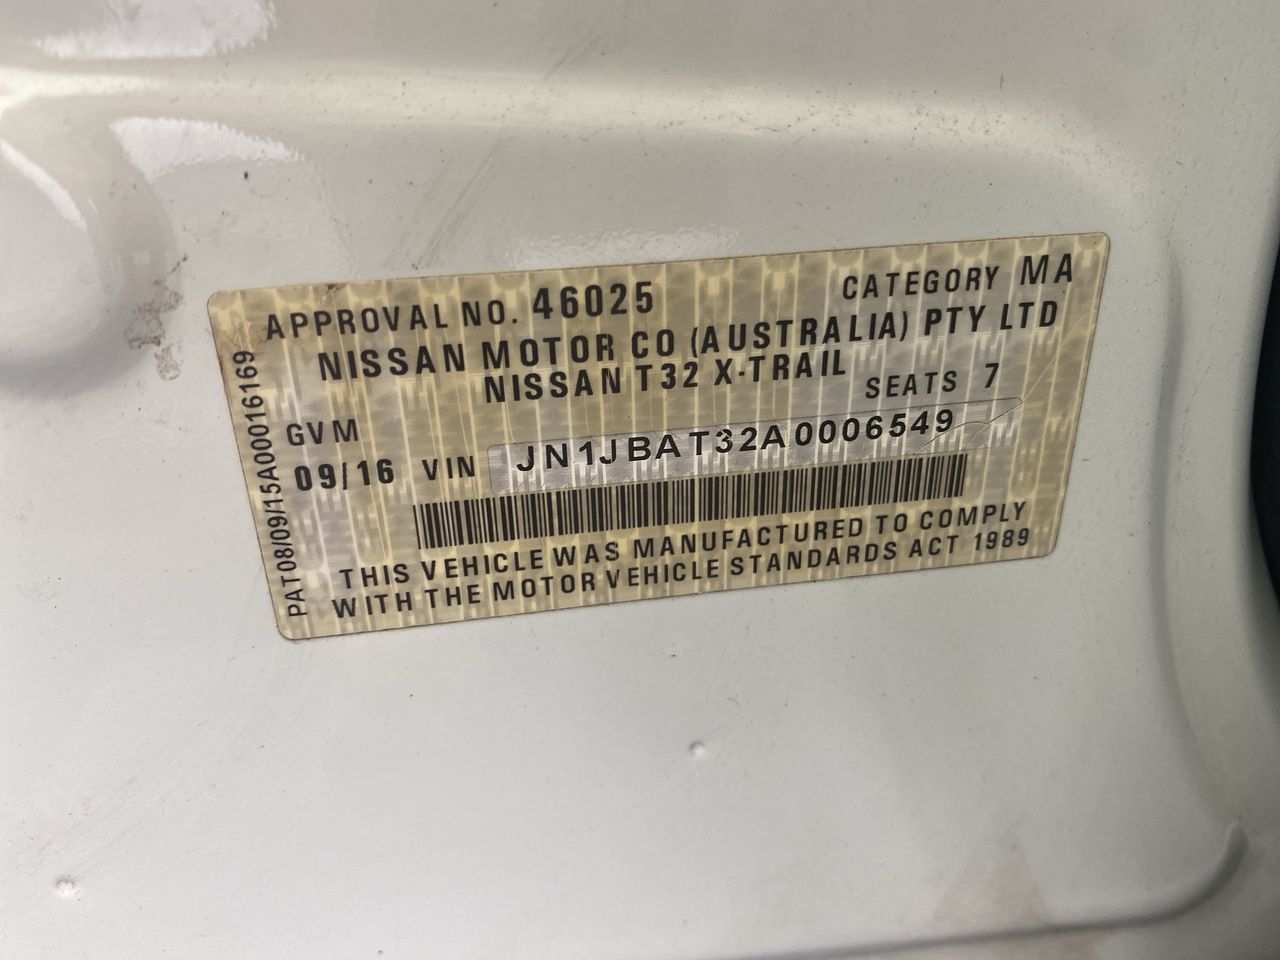 APPROVAL NO. 46025 CATEGORY MA
NISSAN MOTOR CO (AUSTRALIA) PTY LTD
NISSAN T32 X-TRAIL
SEATS 7
GVM
09/16 VIN JN1JBAT32A0006549
THIS VEHICLE WAS MANUFACTURED TO COMPLY
WITH THE MOTOR VEHICLE STANDARDS ACT 1989
PAT08/09/15A00016169